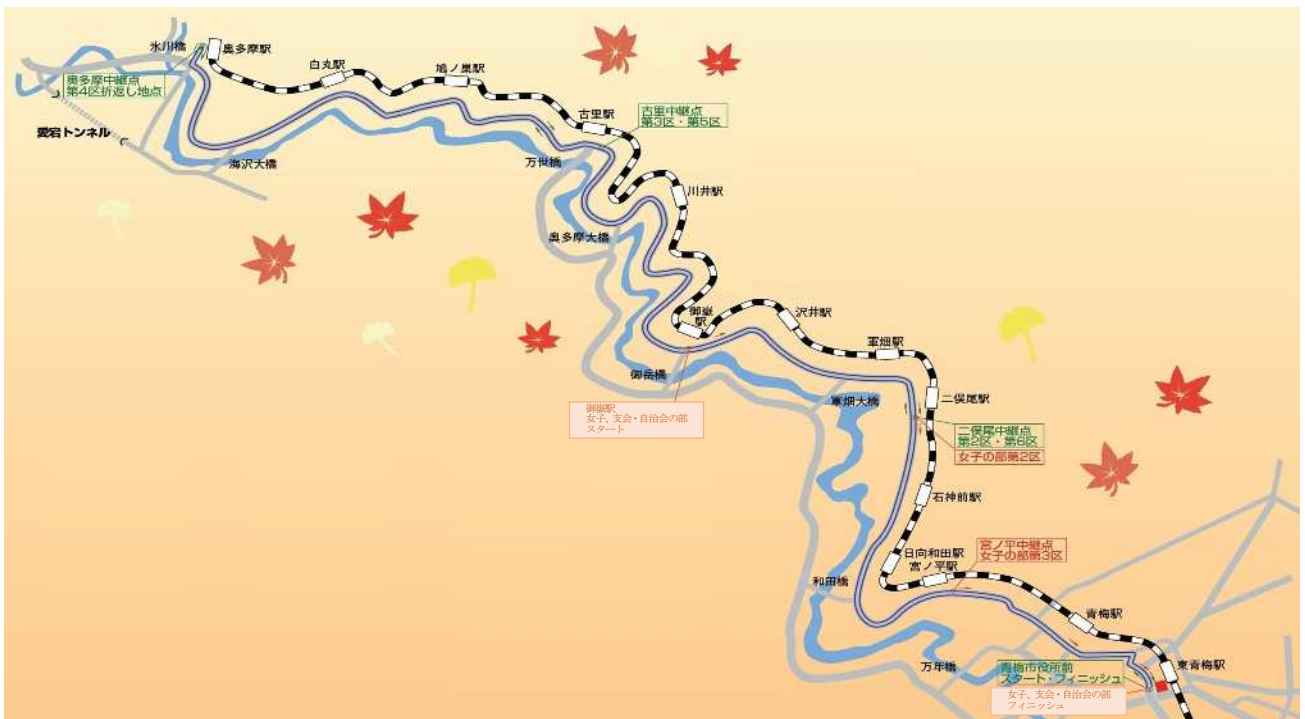 氷川橋
奥多摩駅
奥多摩中継点
第4区折返し地点
愛宕トンネル
白丸駅
鳩ノ巣駅
海沢大橋
古里駅
古里中継点
第3区・第5区
万世橋
川井駅
奥多摩大橋
御嶽
駅
沢井駅
軍畑駅
御岳橋
御嶽駅
女子、支会・自治会の部
スタート
軍畑大橋
二俣尾駅
二俣尾中継点
第2区・第6区
女子の部第2区
石神前駅
日向和田駅
宮ノ平駅
宮ノ平中継点
女子の部第3区
和田橋
青梅駅
万年橋
東青梅駅
青梅市役所前
スタート・フィニッシュ
女子、支会・自治会の部
フィニッシュ